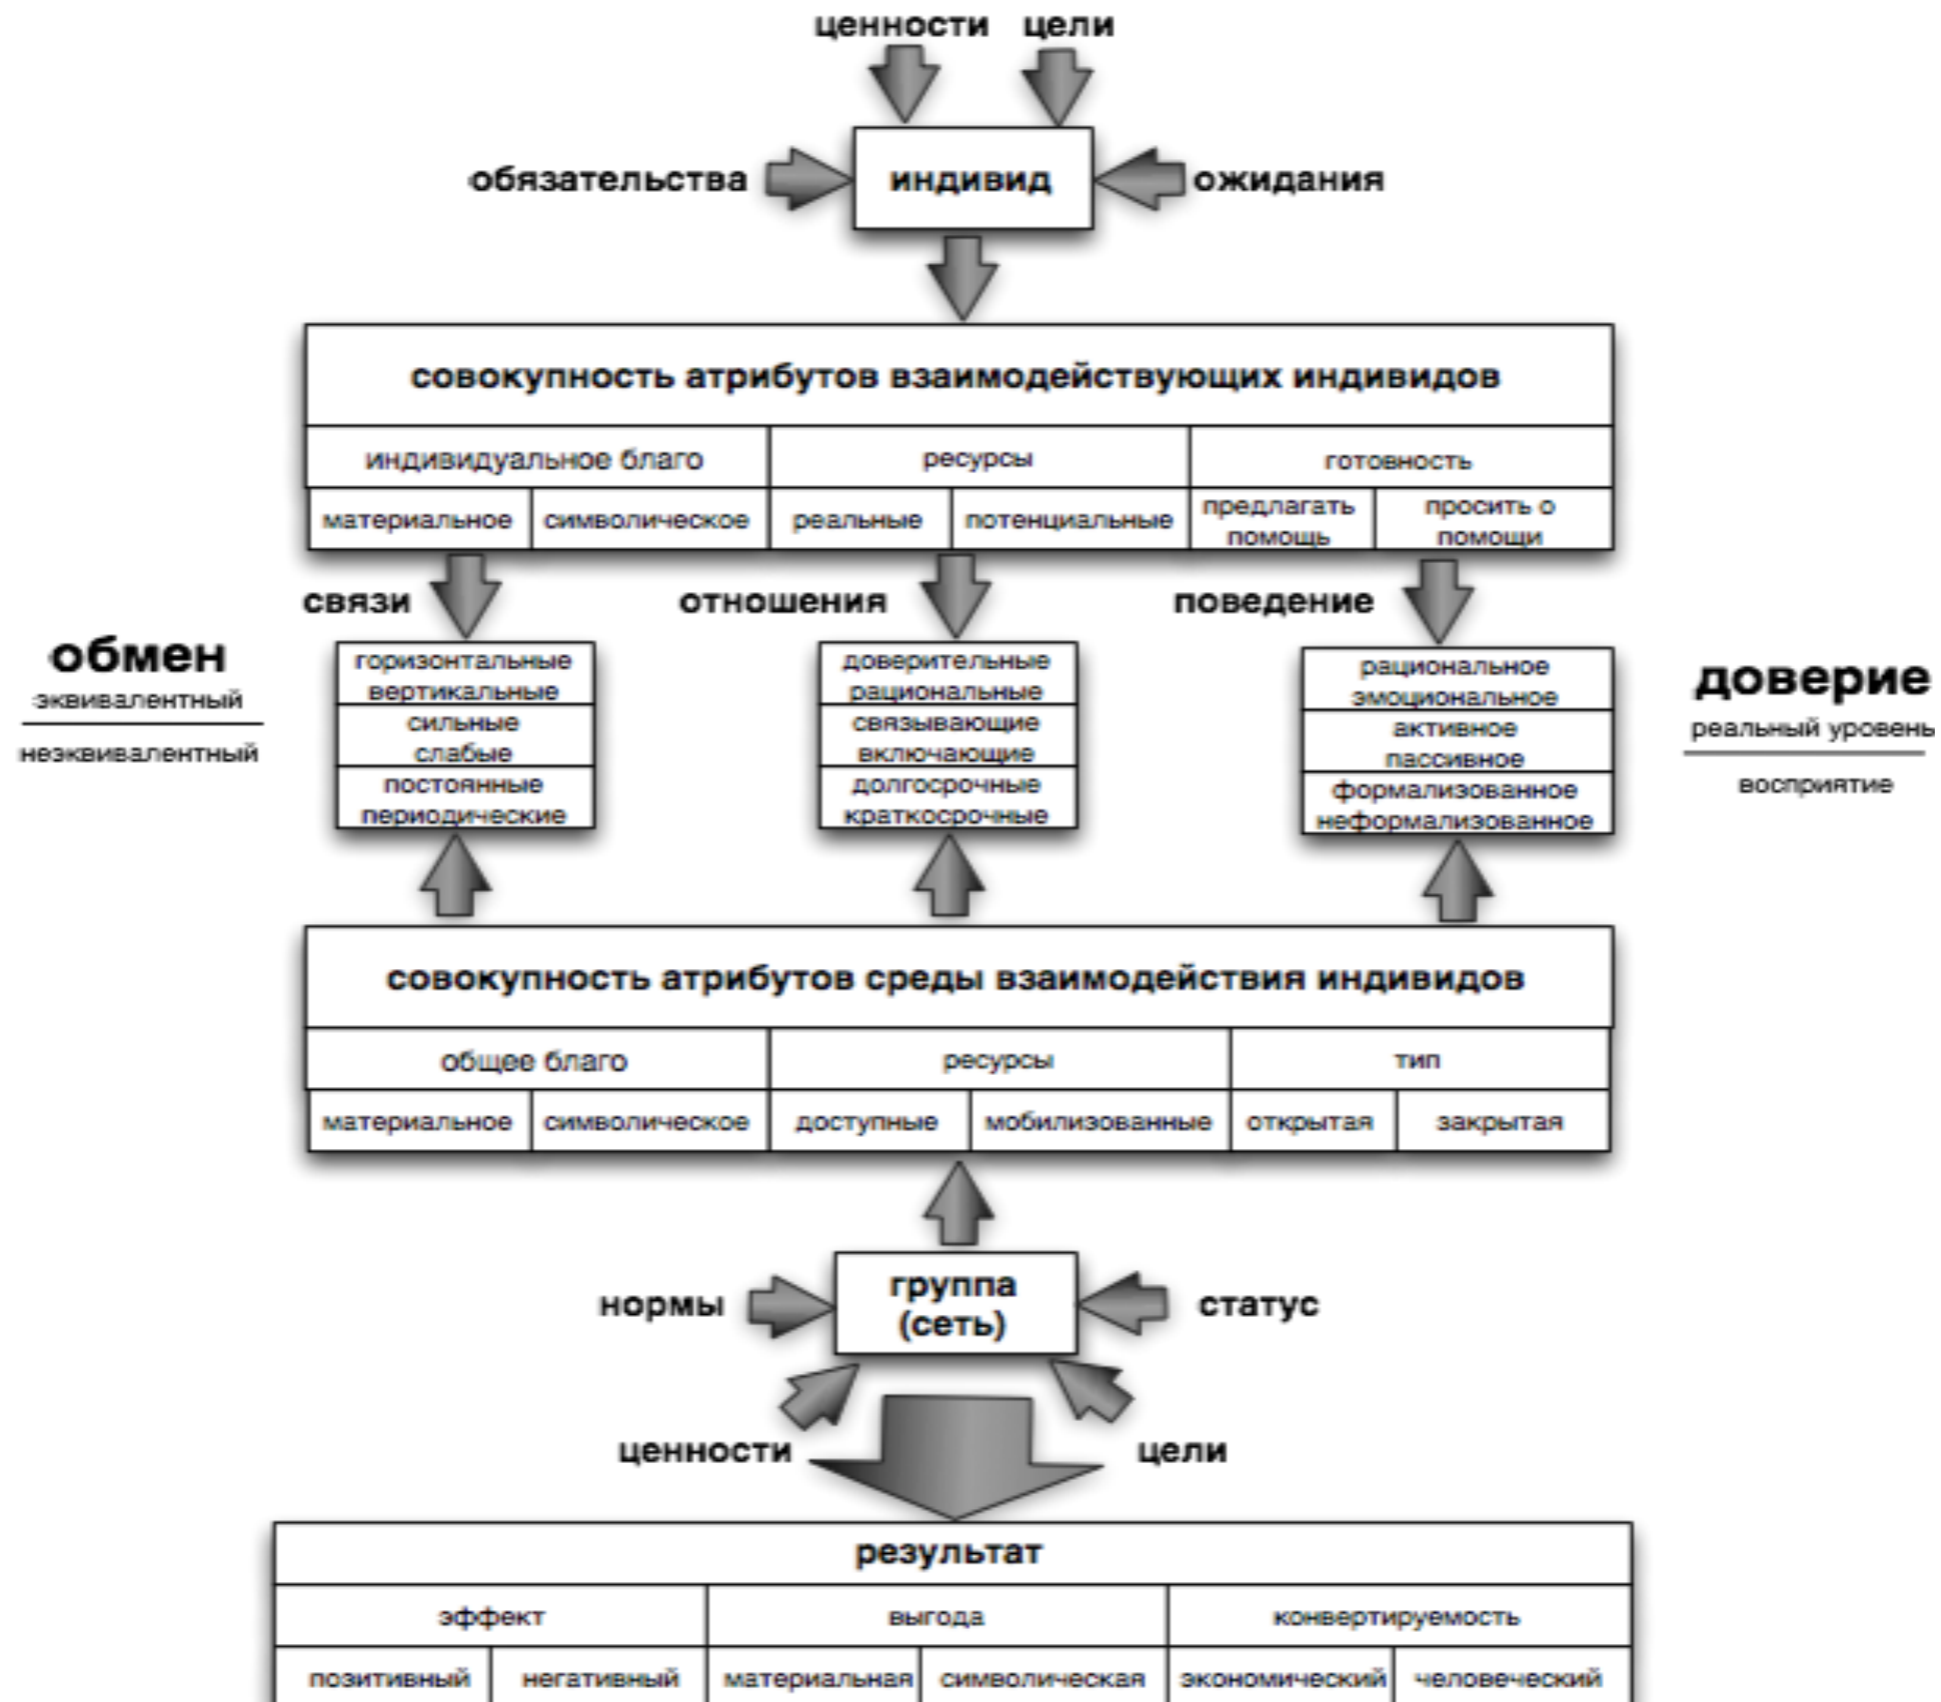 ценности цели
обязательства индивид ожидания
совокупность атрибутов взаимодействующих индивидов
индивидуальное благо ресурсы готовность
материальное символическое реальные потенциальные предлагать помощь просить о помощи
связи отношения поведение
обмен
эквивалентный
неэквивалентный
горизонтальные
вертикальные
сильные
слабые
постоянные
периодические
доверительные
рациональные
связывающие
включающие
долгосрочные
краткосрочные
рациональное
эмоциональное
активное
пассивное
формализованное
неформализованное
доверие
реальный уровень
восприятие
совокупность атрибутов среды взаимодействия индивидов
общее благо ресурсы тип
материальное символическое доступные мобилизованные открытая закрытая
нормы группа статус
(сеть)
ценности цели
результат
эффект выгода конвертируемость
позитивный негативный материальная символическая экономический человеческий